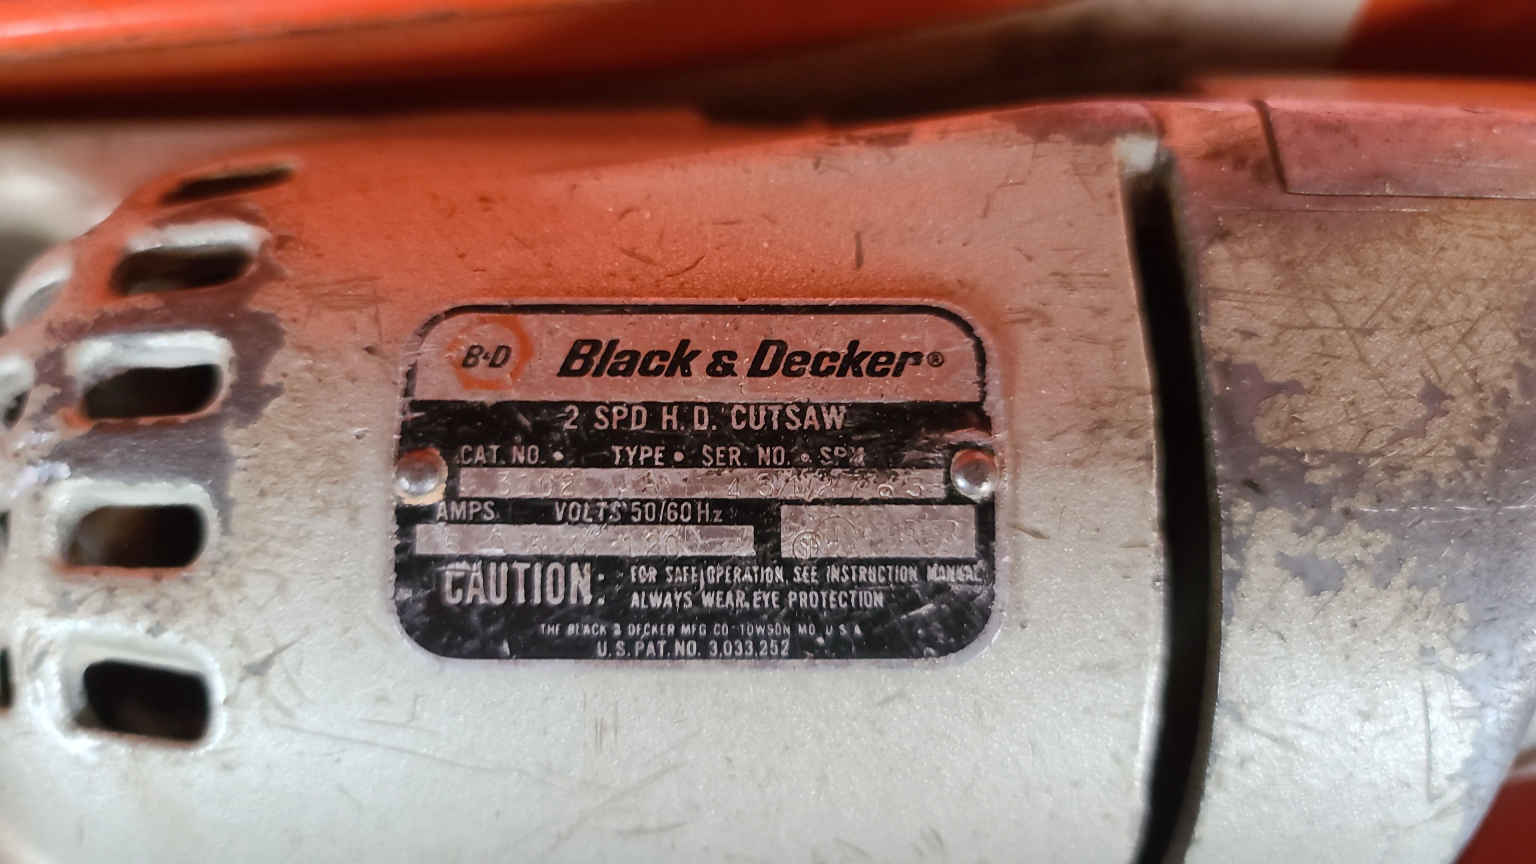 B&D Black & Decker®
2 SPD H.D. CUTSAW
CAT. NO. • TYPE • SER. NO. • SPM
AMPS VOLTS 50/60 Hz
CAUTION: FOR SAFE OPERATION, SEE INSTRUCTION MANUAL
ALWAYS WEAR EYE PROTECTION
THE BLACK & DECKER MFG CO TOWSON MD. U S A
U.S. PAT. NO. 3,033,252